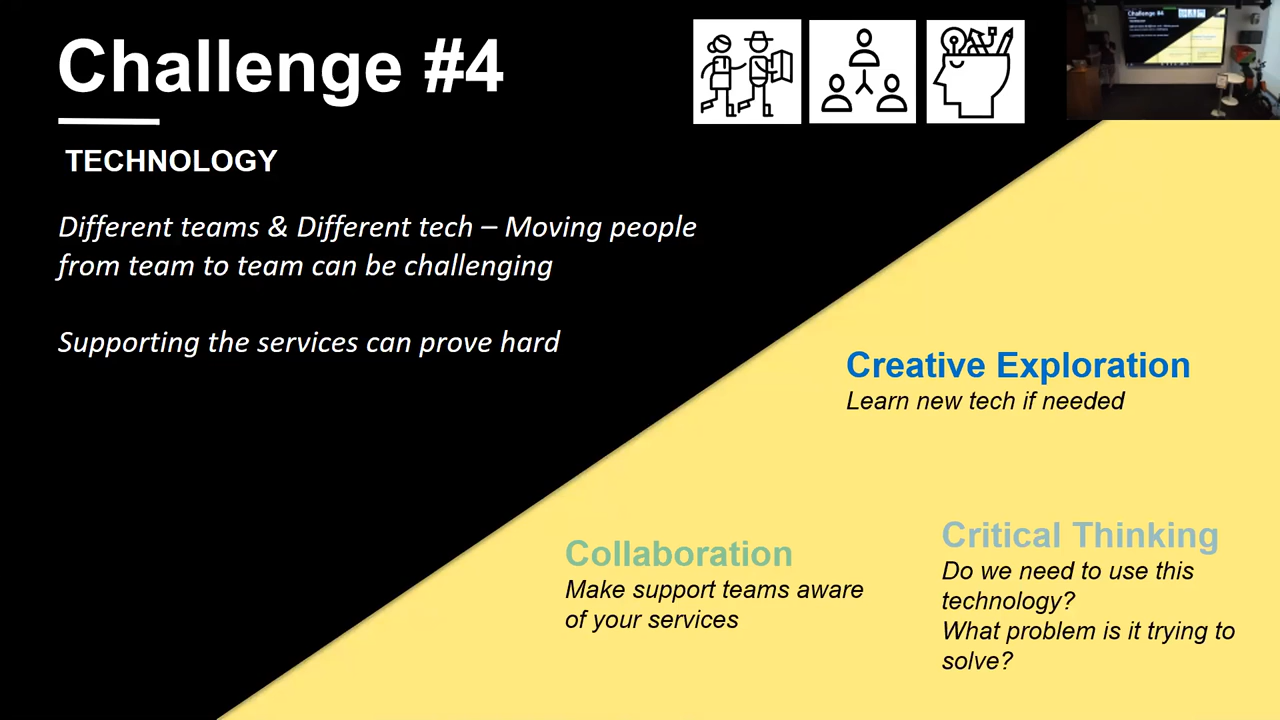 Challenge #4
TECHNOLOGY
Different teams & Different tech – Moving people
from team to team can be challenging
Supporting the services can prove hard
Creative Exploration
Learn new tech if needed
Collaboration
Make support teams aware
of your services
Critical Thinking
Do we need to use this
technology?
What problem is it trying to
solve?
Challenge #4